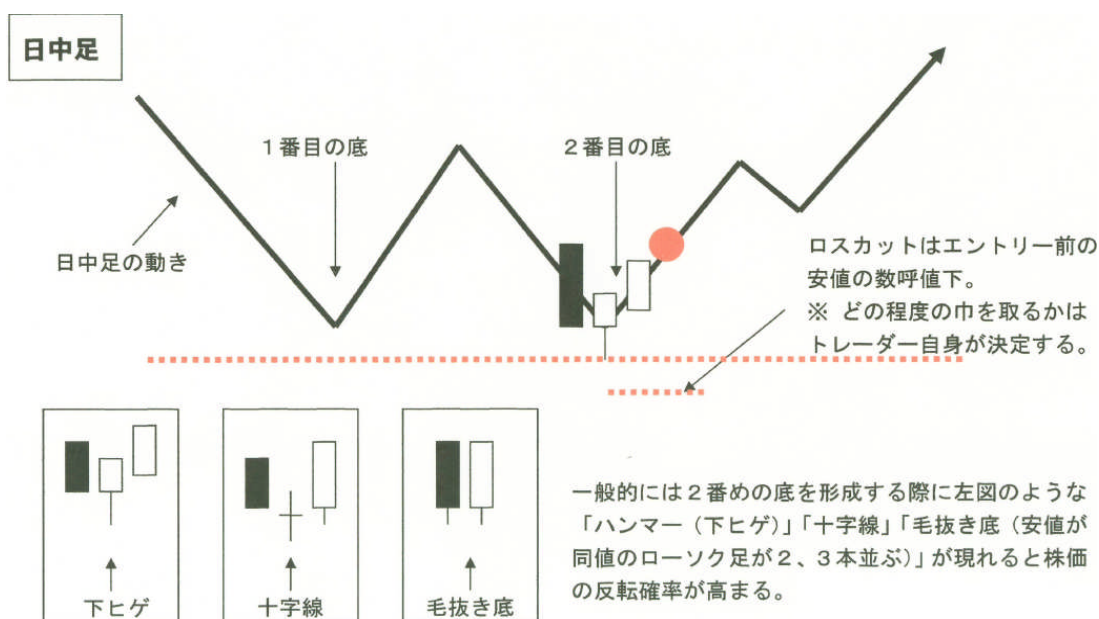 日中足
1番目の底
2番目の底
日中足の動き
ロスカットはエントリー前の
安値の数呼値下。
※ どの程度の巾を取るかは
トレーダー自身が決定する。
下ヒゲ
十字線
毛抜き底
一般的には2番めの底を形成する際に左図のような
「ハンマー（下ヒゲ）」「十字線」「毛抜き底（安値が
同値のローソク足が2、3本並ぶ）」が現れると株価
の反転確率が高まる。